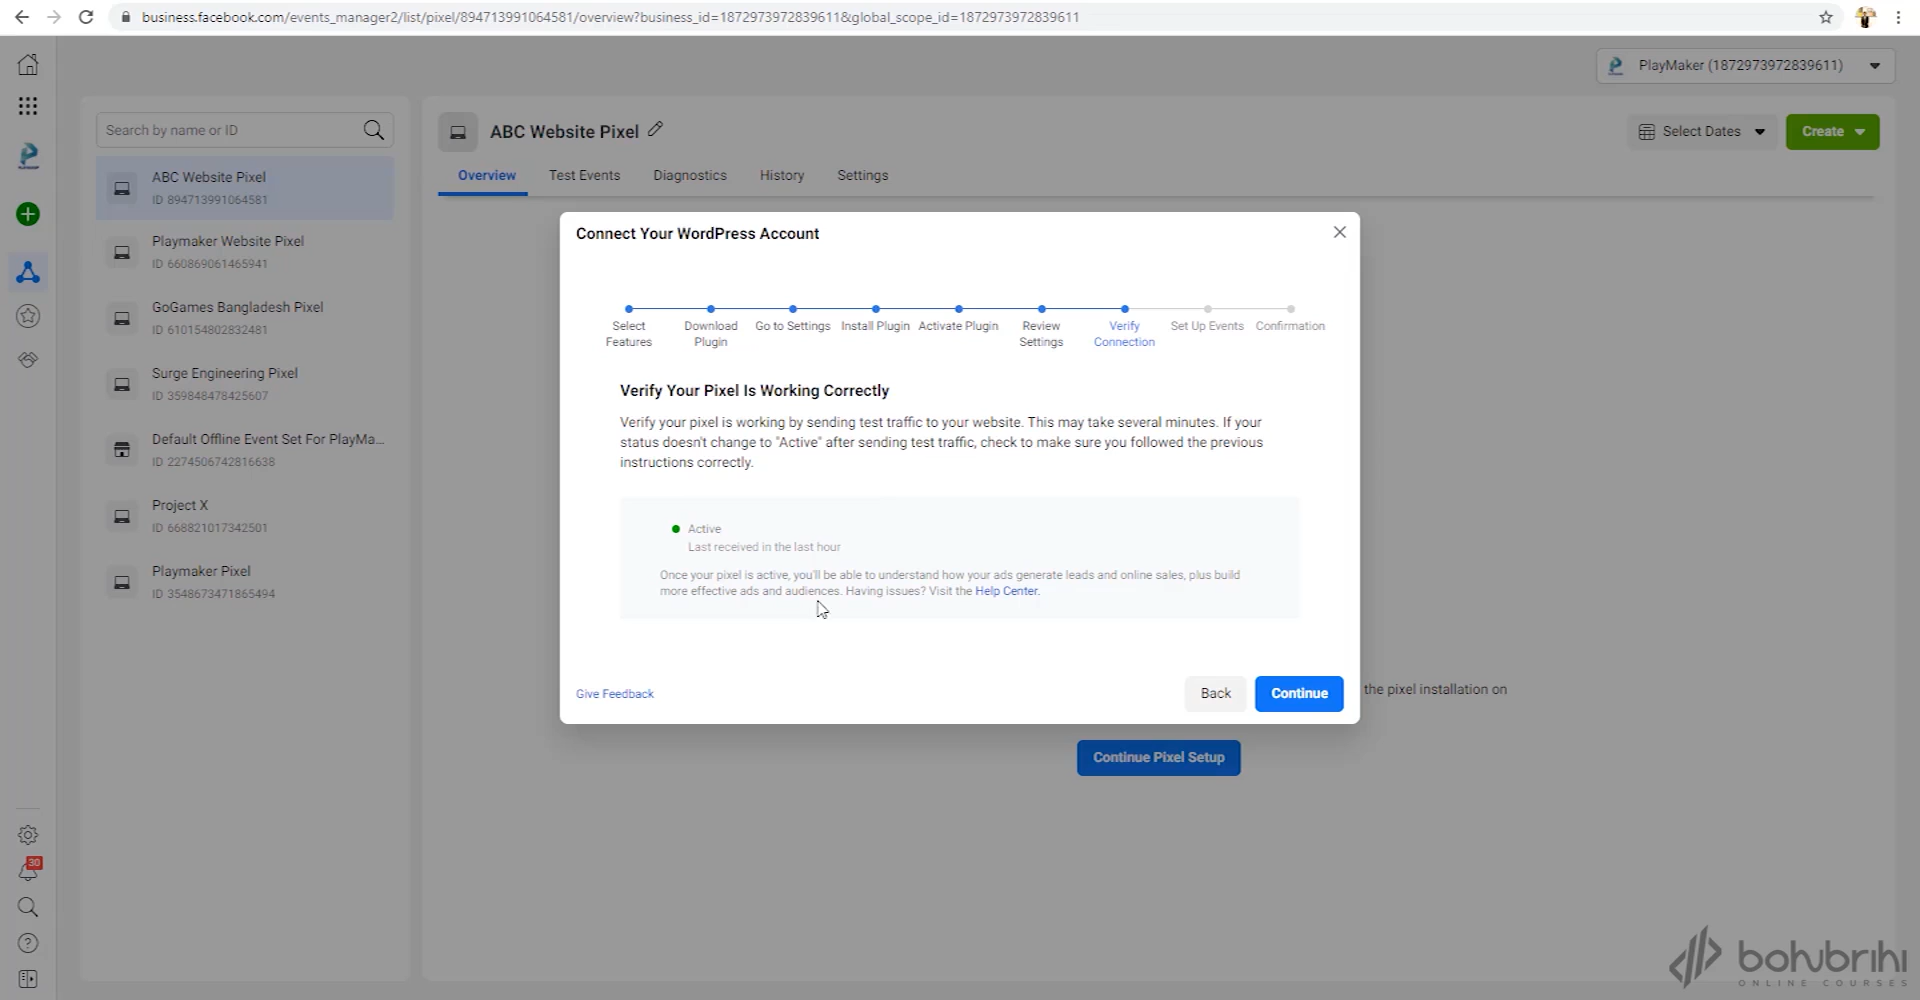 business.facebook.com/events_manager2/list/pixel/894713991064581/overview?business_id=1872973972839611&global_scope_id=1872973972839611
PlayMaker (1872973972839611)
Search by name or ID
ABC Website Pixel
Select Dates
Create
ABC Website Pixel
ID 894713991064581
Overview
Test Events
Diagnostics
History
Settings
Playmaker Website Pixel
ID 660869061465941
GoGames Bangladesh Pixel
ID 610154802832481
Surge Engineering Pixel
ID 359848478425607
Default Offline Event Set For PlayMa...
ID 2274506742816638
Project X
ID 668821017342501
Playmaker Pixel
ID 3548673471865494
30
Connect Your WordPress Account
Select Features
Download Plugin
Go to Settings
Install Plugin
Activate Plugin
Review Settings
Verify Connection
Set Up Events
Confirmation
Verify Your Pixel Is Working Correctly
Verify your pixel is working by sending test traffic to your website. This may take several minutes. If your
status doesn't change to "Active" after sending test traffic, check to make sure you followed the previous
instructions correctly.
Active
Last received in the last hour
Once your pixel is active, you'll be able to understand how your ads generate leads and online sales, plus build
more effective ads and audiences. Having issues? Visit the Help Center.
Give Feedback
Back
Continue
the pixel installation on
Continue Pixel Setup
bohubrihi
ONLINE COURSES